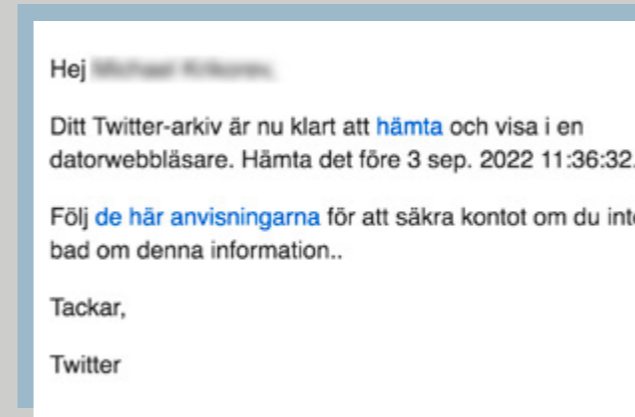 Hej
Ditt Twitter-arkiv är nu klart att hämta och visa i en
datorwebbläsare. Hämta det före 3 sep. 2022 11:36:32.
Följ de här anvisningarna för att säkra kontot om du inte
bad om denna information..
Tackar,
Twitter